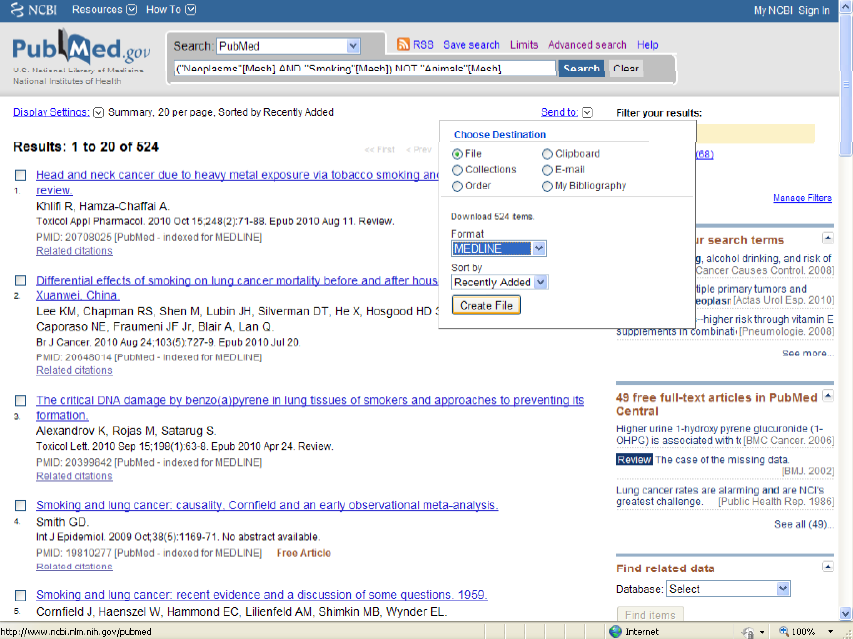 NCBI Resources How To My NCBI Sign In
PubMed.gov
U.S. National Library of Medicine
National Institutes of Health
Search: PubMed
RSS Save search Limits Advanced search Help
("Neoplasms"[Mesh] AND "Smoking"[Mesh]) NOT "Animals"[Mesh]
Search Clear
Display Settings: Summary, 20 per page, Sorted by Recently Added
Send to:
Filter your results:
Results: 1 to 20 of 524
<< First < Prev
1.
Head and neck cancer due to heavy metal exposure via tobacco smoking and
review.
Khlifi R, Hamza-Chaffai A.
Toxicol Appl Pharmacol. 2010 Oct 15;248(2):71-88. Epub 2010 Aug 11. Review.
PMID: 20708025 [PubMed - indexed for MEDLINE]
Related citations
2.
Differential effects of smoking on lung cancer mortality before and after hous
Xuanwei, China.
Lee KM, Chapman RS, Shen M, Lubin JH, Silverman DT, He X, Hosgood HD 3
Caporaso NE, Fraumeni JF Jr, Blair A, Lan Q.
Br J Cancer. 2010 Aug 24;103(5):727-9. Epub 2010 Jul 20.
PMID: 20648014 [PubMed - indexed for MEDLINE]
Related citations
3.
The critical DNA damage by benzo(a)pyrene in lung tissues of smokers and approaches to preventing its
formation.
Alexandrov K, Rojas M, Satarug S.
Toxicol Lett. 2010 Sep 15;198(1):63-8. Epub 2010 Apr 24. Review.
PMID: 20399842 [PubMed - indexed for MEDLINE]
Related citations
4.
Smoking and lung cancer: causality, Cornfield and an early observational meta-analysis.
Smith GD.
Int J Epidemiol. 2009 Oct;38(5):1169-71. No abstract available.
PMID: 19810277 [PubMed - indexed for MEDLINE] Free Article
Related citations
5.
Smoking and lung cancer: recent evidence and a discussion of some questions. 1959.
Cornfield J, Haenszel W, Hammond EC, Lilienfeld AM, Shimkin MB, Wynder EL.
Choose Destination
File Clipboard
Collections E-mail
Order My Bibliography
Download 524 items.
Format
MEDLINE
Sort by
Recently Added
Create File
(68)
Manage Filters
ur search terms
g, alcohol drinking, and risk of
Cancer Causes Control. 2008]
tiple primary tumors and
eoplasm [Actas Urol Esp. 2010]
--higher risk through vitamin E
supplements in combinati [Pneumologie. 2008]
See more...
49 free full-text articles in PubMed
Central
Higher urine 1-hydroxy pyrene glucuronide (1-
OHPG) is associated with t [BMC Cancer. 2006]
Review The case of the missing data.
[BMJ. 2002]
Lung cancer rates are alarming and are NCI's
greatest challenge. [Public Health Rep. 1986]
See all (49)...
Find related data
Database: Select
Find items
http://www.ncbi.nlm.nih.gov/pubmed
Internet
100%